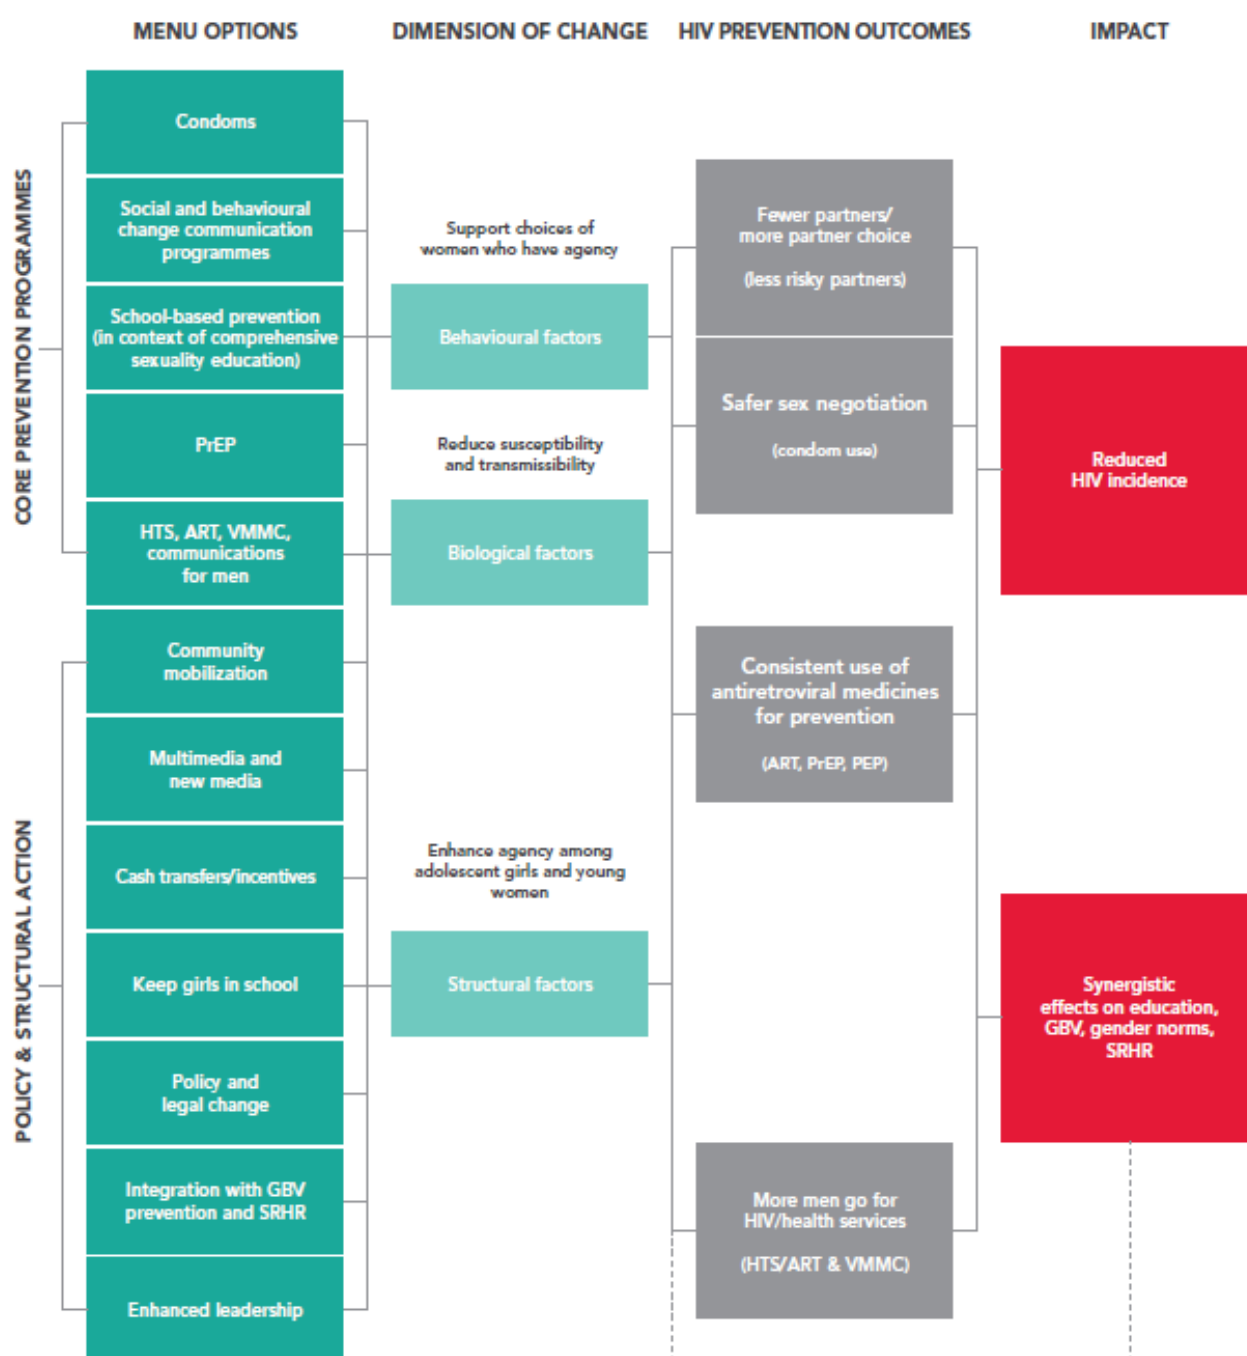 MENU OPTIONS
DIMENSION OF CHANGE
HIV PREVENTION OUTCOMES
IMPACT
CORE PREVENTION PROGRAMMES
Condoms
Social and behavioural
change communication
programmes
School-based prevention
(in context of comprehensive
sexuality education)
PrEP
HTS, ART, VMMC,
communications
for men
POLICY & STRUCTURAL ACTION
Community
mobilization
Multimedia and
new media
Cash transfers/incentives
Keep girls in school
Policy and
legal change
Integration with GBV
prevention and SRHR
Enhanced leadership
Support choices of
women who have agency
Behavioural factors
Reduce susceptibility
and transmissibility
Biological factors
Enhance agency among
adolescent girls and young
women
Structural factors
Fewer partners/
more partner choice
(less risky partners)
Safer sex negotiation
(condom use)
Consistent use of
antiretroviral medicines
for prevention
(ART, PrEP, PEP)
More men go for
HIV/health services
(HTS/ART & VMMC)
Reduced
HIV incidence
Synergistic
effects on education,
GBV, gender norms,
SRHR